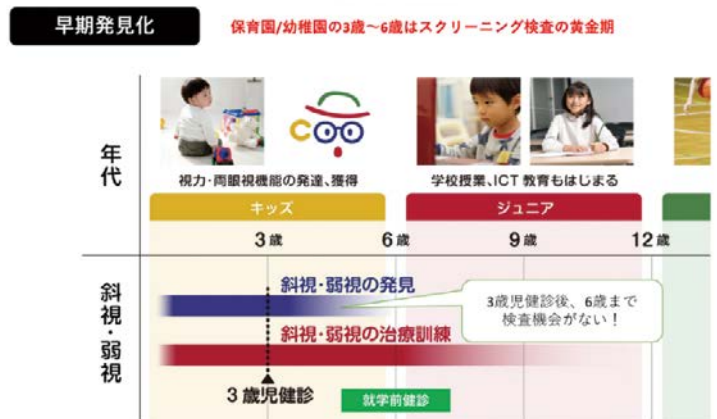 早期発見化
保育園/幼稚園の3歳～6歳はスクリーニング検査の黄金期
年代
COO
視力・両眼視機能の発達、獲得
学校授業、ICT 教育もはじまる
キッズ
ジュニア
3歳
6歳
9歳
12歳
斜視・弱視
斜視・弱視の発見
3歳児健診後、6歳まで
検査機会がない！
斜視・弱視の治療訓練
3歳児健診
就学前健診